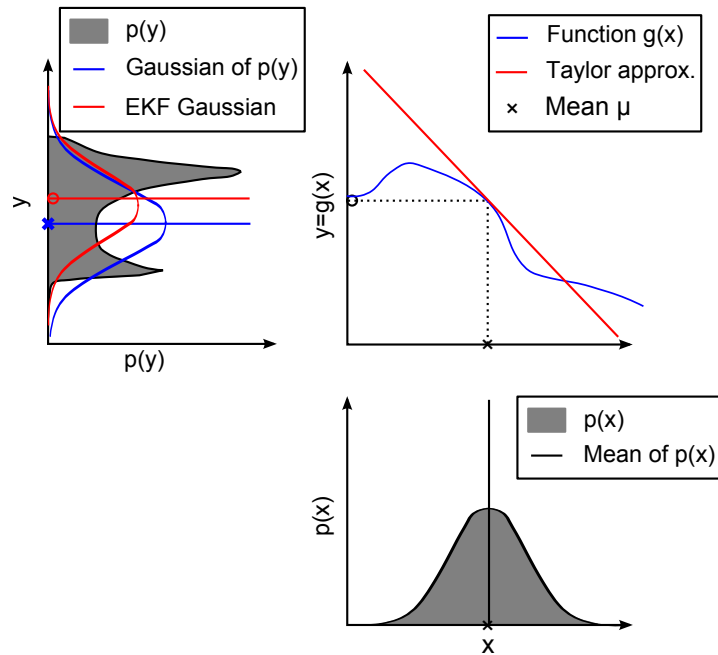 p(y)
Gaussian of p(y)
EKF Gaussian
y
p(y)
Function g(x)
Taylor approx.
Mean μ
y=g(x)
p(x)
Mean of p(x)
p(x)
x